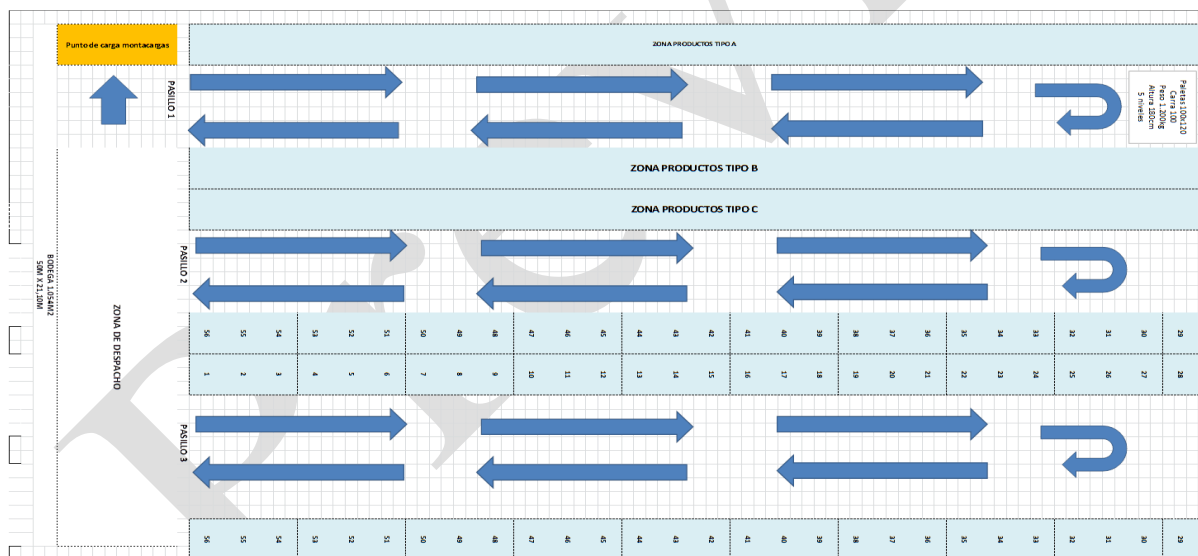 Punto de carga montacargas
ZONA PRODUCTOS TIPO A
PASILLO 1
Paletas 100x120
Carra 100
Peso 1.200kg
Altura 180cm
5 niveles
ZONA PRODUCTOS TIPO B
ZONA PRODUCTOS TIPO C
PASILLO 2
BODEGA 1.054M2
50M X 21,10M
ZONA DE DESPACHO
56 55 54 53 52 51 50 49 48 47 46 45 44 43 42 41 40 39 38 37 36 35 34 33 32 31 30 29
1 2 3 4 5 6 7 8 9 10 11 12 13 14 15 16 17 18 19 20 21 22 23 24 25 26 27 28
PASILLO 3
56 55 54 53 52 51 50 49 48 47 46 45 44 43 42 41 40 39 38 37 36 35 34 33 32 31 30 29